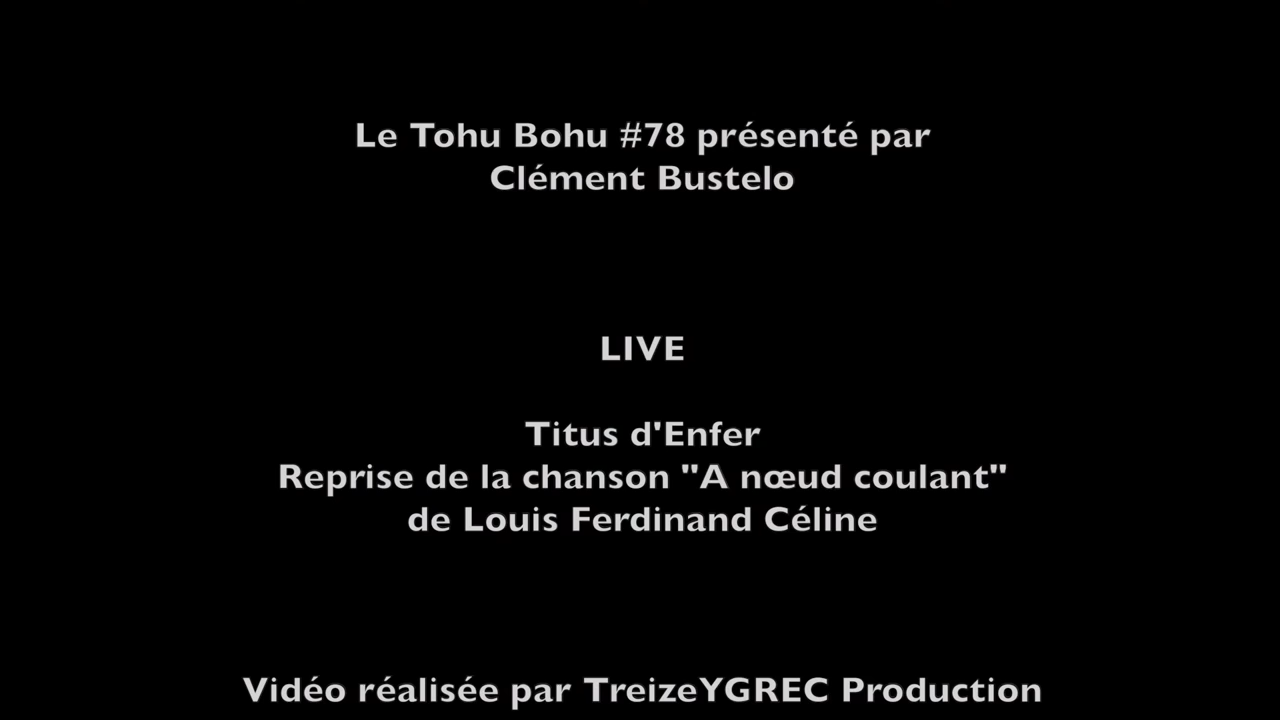 Le Tohu Bohu #78 présenté par
Clément Bustelo
LIVE
Titus d'Enfer
Reprise de la chanson "A nœud coulant"
de Louis Ferdinand Céline
Vidéo réalisée par TreizeYGREC Production